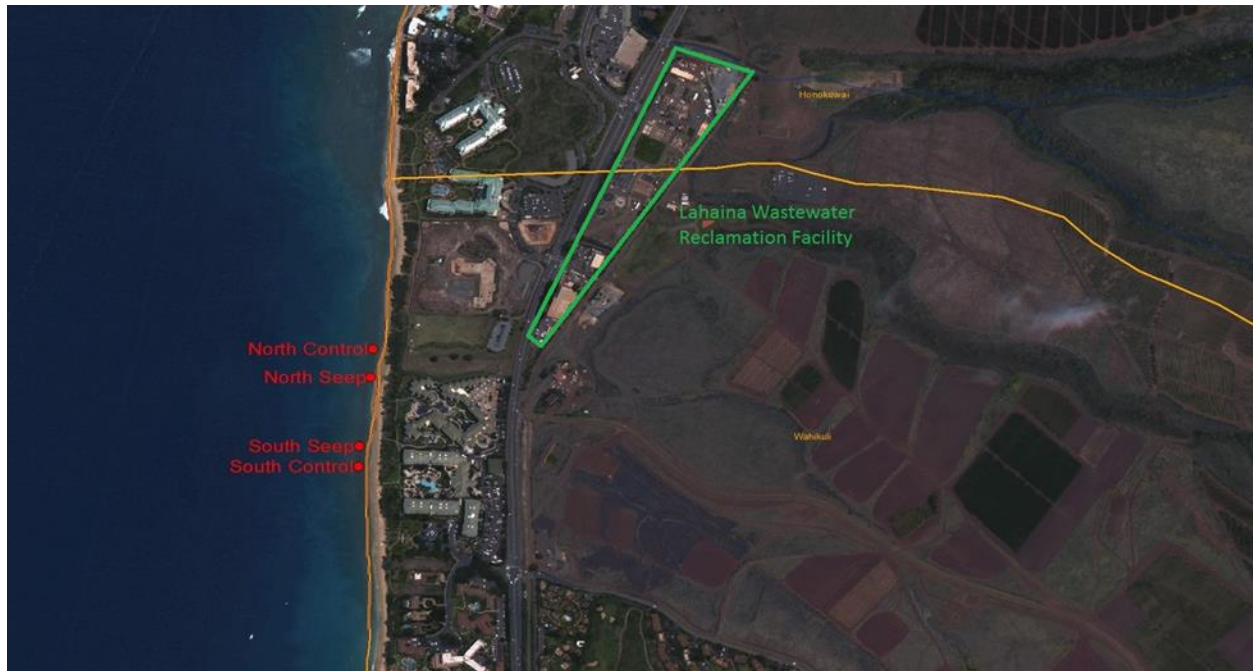 Honokowai
Lahaina Wastewater
Reclamation Facility
North Control
North Seep
Wahikuli
South Seep
South Control